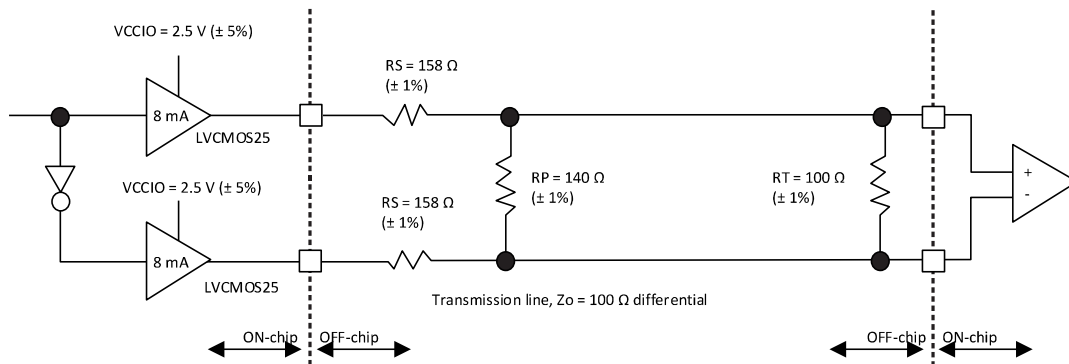 VCCIO = 2.5 V (± 5%)
8 mA
LVCMOS25
RS = 158 Ω
(± 1%)
VCCIO = 2.5 V (± 5%)
8 mA
LVCMOS25
RS = 158 Ω
(± 1%)
RP = 140 Ω
(± 1%)
RT = 100 Ω
(± 1%)
+
-
Transmission line, Zo = 100 Ω differential
ON-chip
OFF-chip
OFF-chip
ON-chip